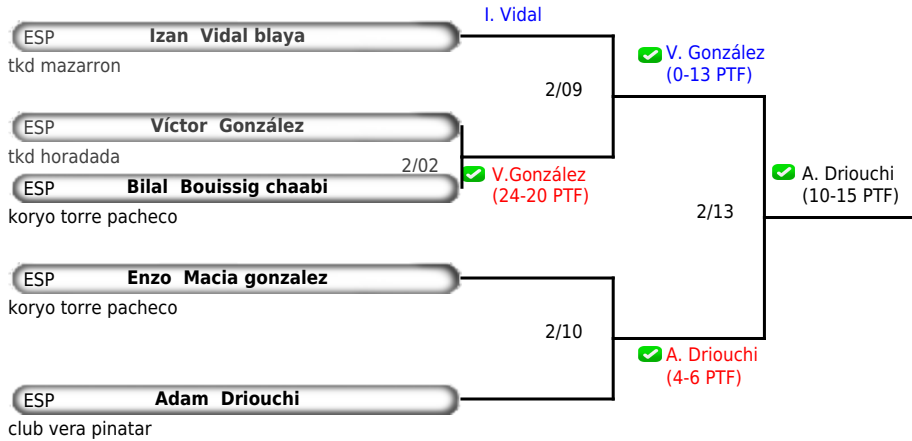 I. Vidal
ESP Izan Vidal blaya
tkd mazarron
V. González
(0-13 PTF)
2/09
ESP Víctor González
tkd horadada
2/02
V.González
(24-20 PTF)
A. Driouchi
(10-15 PTF)
ESP Bilal Bouissig chaabi
koryo torre pacheco
2/13
ESP Enzo Macia gonzalez
koryo torre pacheco
2/10
A. Driouchi
(4-6 PTF)
ESP Adam Driouchi
club vera pinatar